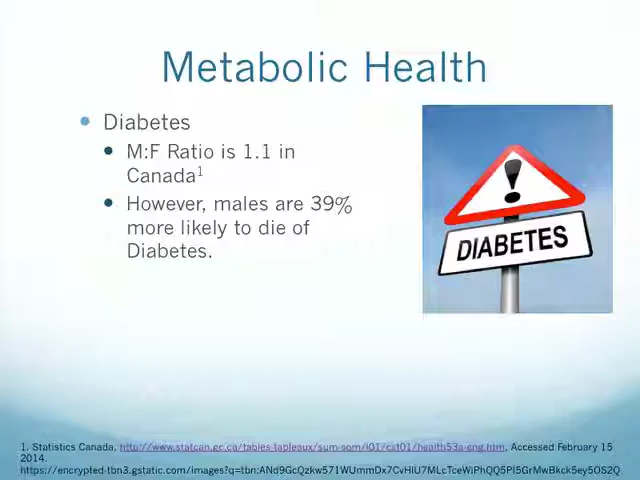 Metabolic Health
Diabetes
M:F Ratio is 1.1 in
Canada1
However, males are 39%
more likely to die of
Diabetes.
DIABETES
1. Statistics Canada, http://www.statcan.gc.ca/tables-tableaux/sum-som/l01/cst01/health53a-eng.htm, Accessed February 15
2014.
https://encrypted-tbn3.gstatic.com/images?q=tbn:ANd9GcQzkw571WUmmDx7CvHlU7MLcTceWiPhQQ5Pl5GrMwBkck5ey5OS2Q